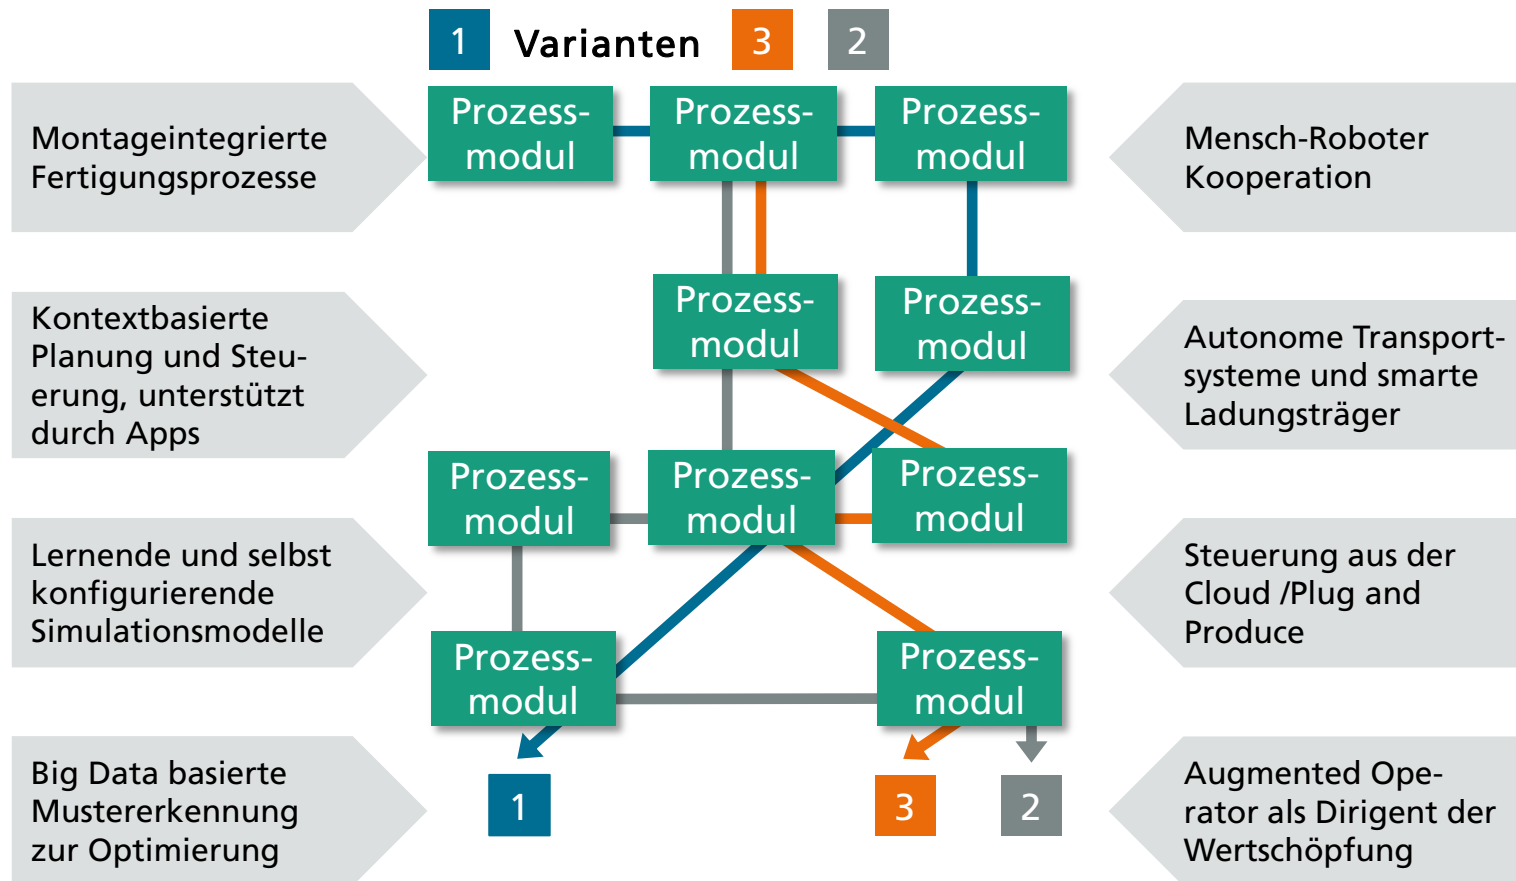 1 Varianten 3 2
Montageintegrierte
Fertigungsprozesse
Prozess-
modul
Prozess-
modul
Prozess-
modul
Mensch-Roboter
Kooperation
Kontextbasierte
Planung und Steu-
erung, unterstützt
durch Apps
Prozess-
modul
Prozess-
modul
Autonome Transport-
systeme und smarte
Ladungsträger
Prozess-
modul
Prozess-
modul
Prozess-
modul
Lernende und selbst
konfigurierende
Simulationsmodelle
Steuerung aus der
Cloud /Plug and
Produce
Prozess-
modul
Prozess-
modul
Big Data basierte
Mustererkennung
zur Optimierung
1
3
2
Augmented Ope-
rator als Dirigent der
Wertschöpfung